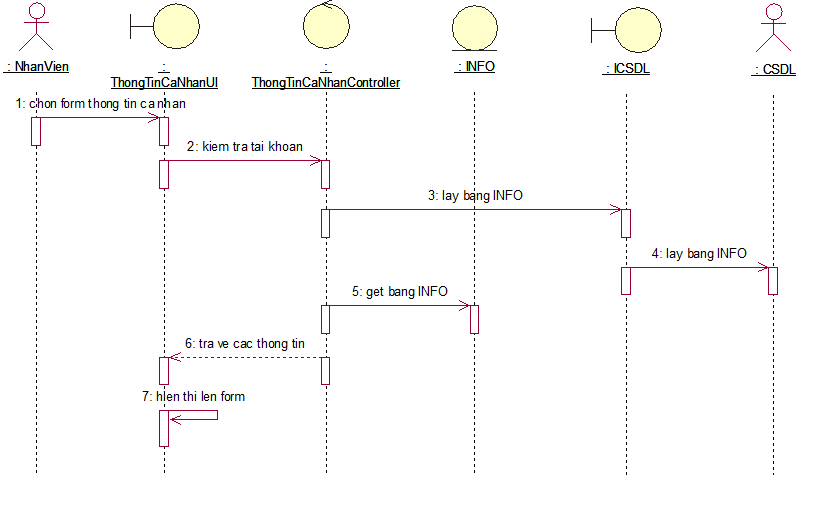 : NhanVien
:
ThongTinCaNhanUI
:
ThongTinCaNhanController
: INFO
: ICSDL
: CSDL
1: chon form thong tin ca nhan
2: kiem tra tai khoan
3: lay bang INFO
4: lay bang INFO
5: get bang INFO
6: tra ve cac thong tin
7: hien thi len form